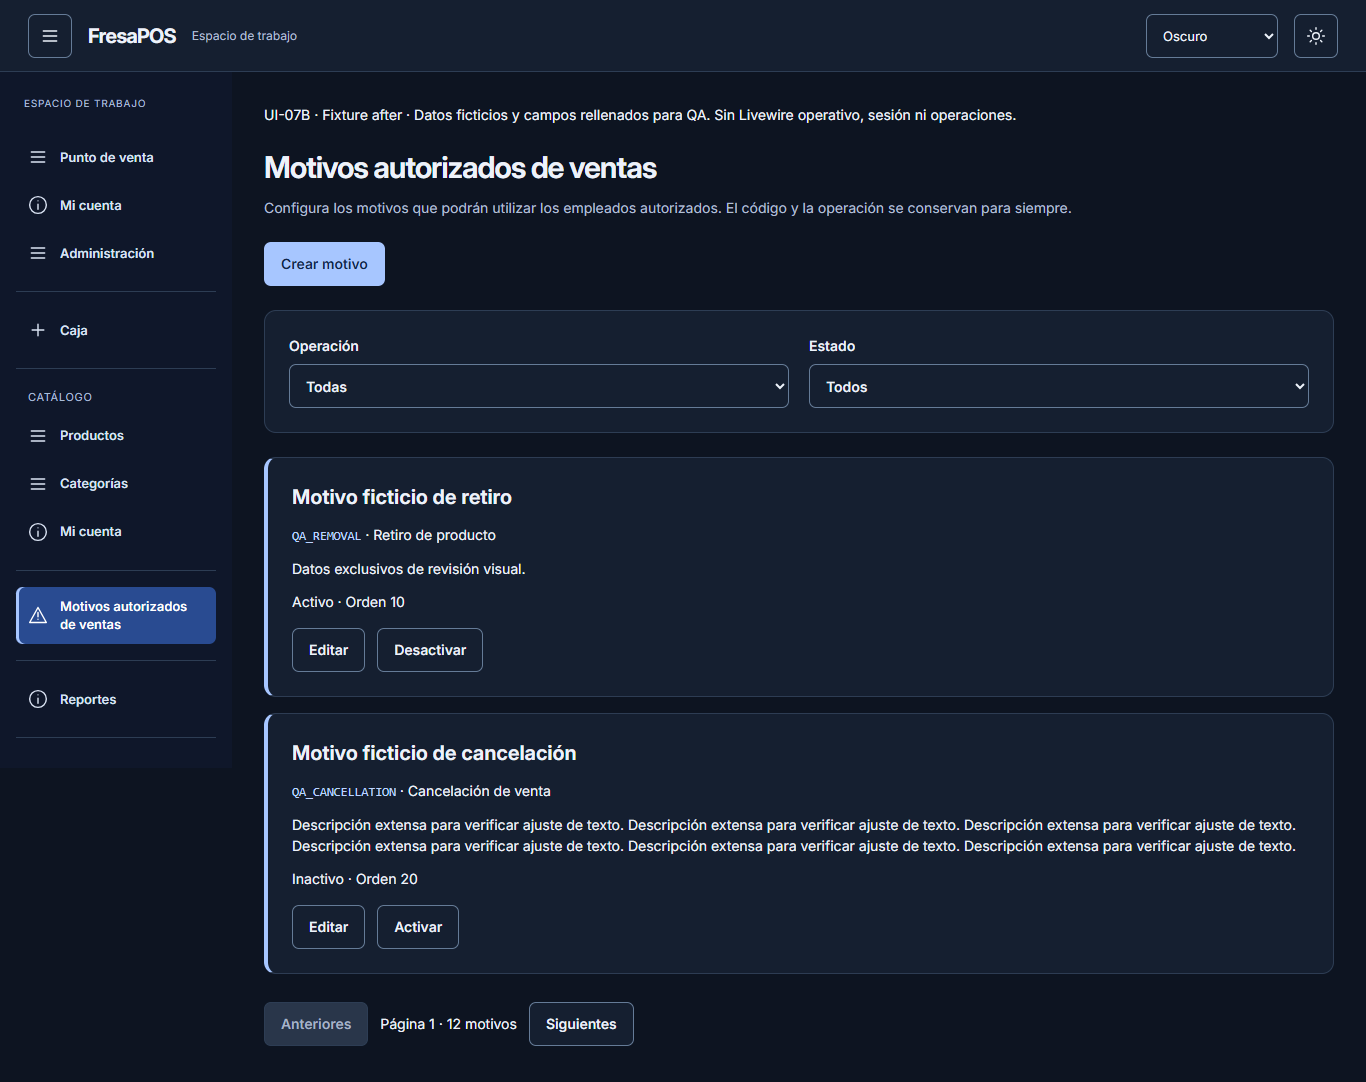 FresaPOS
Espacio de trabajo
Oscuro
ESPACIO DE TRABAJO
Punto de venta
Mi cuenta
Administración
Caja
CATÁLOGO
Productos
Categorías
Mi cuenta
Motivos autorizados
de ventas
Reportes
UI-07B · Fixture after · Datos ficticios y campos rellenados para QA. Sin Livewire operativo, sesión ni operaciones.
Motivos autorizados de ventas
Configura los motivos que podrán utilizar los empleados autorizados. El código y la operación se conservan para siempre.
Crear motivo
Operación
Todas
Estado
Todos
Motivo ficticio de retiro
QA_REMOVAL · Retiro de producto
Datos exclusivos de revisión visual.
Activo · Orden 10
Editar
Desactivar
Motivo ficticio de cancelación
QA_CANCELLATION · Cancelación de venta
Descripción extensa para verificar ajuste de texto. Descripción extensa para verificar ajuste de texto. Descripción extensa para verificar ajuste de texto.
Descripción extensa para verificar ajuste de texto. Descripción extensa para verificar ajuste de texto. Descripción extensa para verificar ajuste de texto.
Inactivo · Orden 20
Editar
Activar
Anteriores
Página 1 · 12 motivos
Siguientes